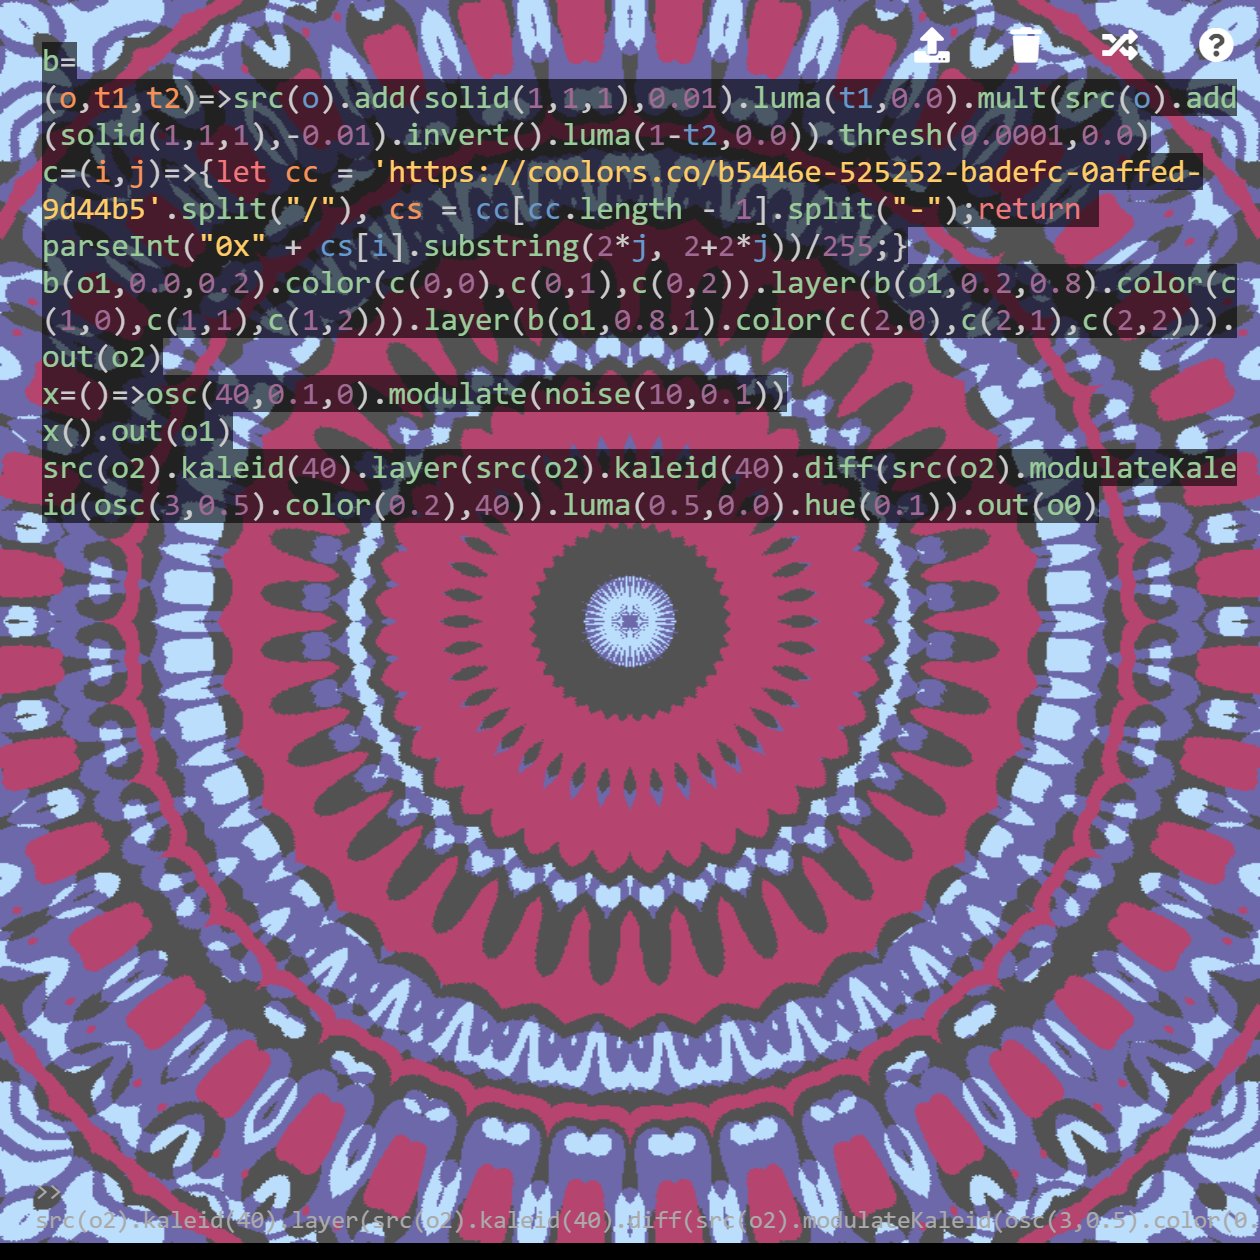 b=
(o,t1,t2)=>src(o).add(solid(1,1,1),0.01).luma(t1,0.0).mult(src(o).add
(solid(1,1,1),-0.01).invert().luma(1-t2,0.0)).thresh(0.0001,0.0)
c=(i,j)=>{let cc = 'https://coolors.co/b5446e-525252-badefc-0affed-
9d44b5'.split("/"), cs = cc[cc.length - 1].split("-");return
parseInt("0x" + cs[i].substring(2*j, 2+2*j))/255;}
b(o1,0.0,0.2).color(c(0,0),c(0,1),c(0,2)).layer(b(o1,0.2,0.8).color(c
(1,0),c(1,1),c(1,2))).layer(b(o1,0.8,1).color(c(2,0),c(2,1),c(2,2))).
out(o2)
x=()=>osc(40,0.1,0).modulate(noise(10,0.1))
x().out(o1)
src(o2).kaleid(40).layer(src(o2).kaleid(40).diff(src(o2).modulateKale
id(osc(3,0.5).color(0.2),40)).luma(0.5,0.0).hue(0.1)).out(o0)
>>
src(o2).kaleid(40).layer(src(o2).kaleid(40).diff(src(o2).modulateKaleid(osc(3,0.5).color(0